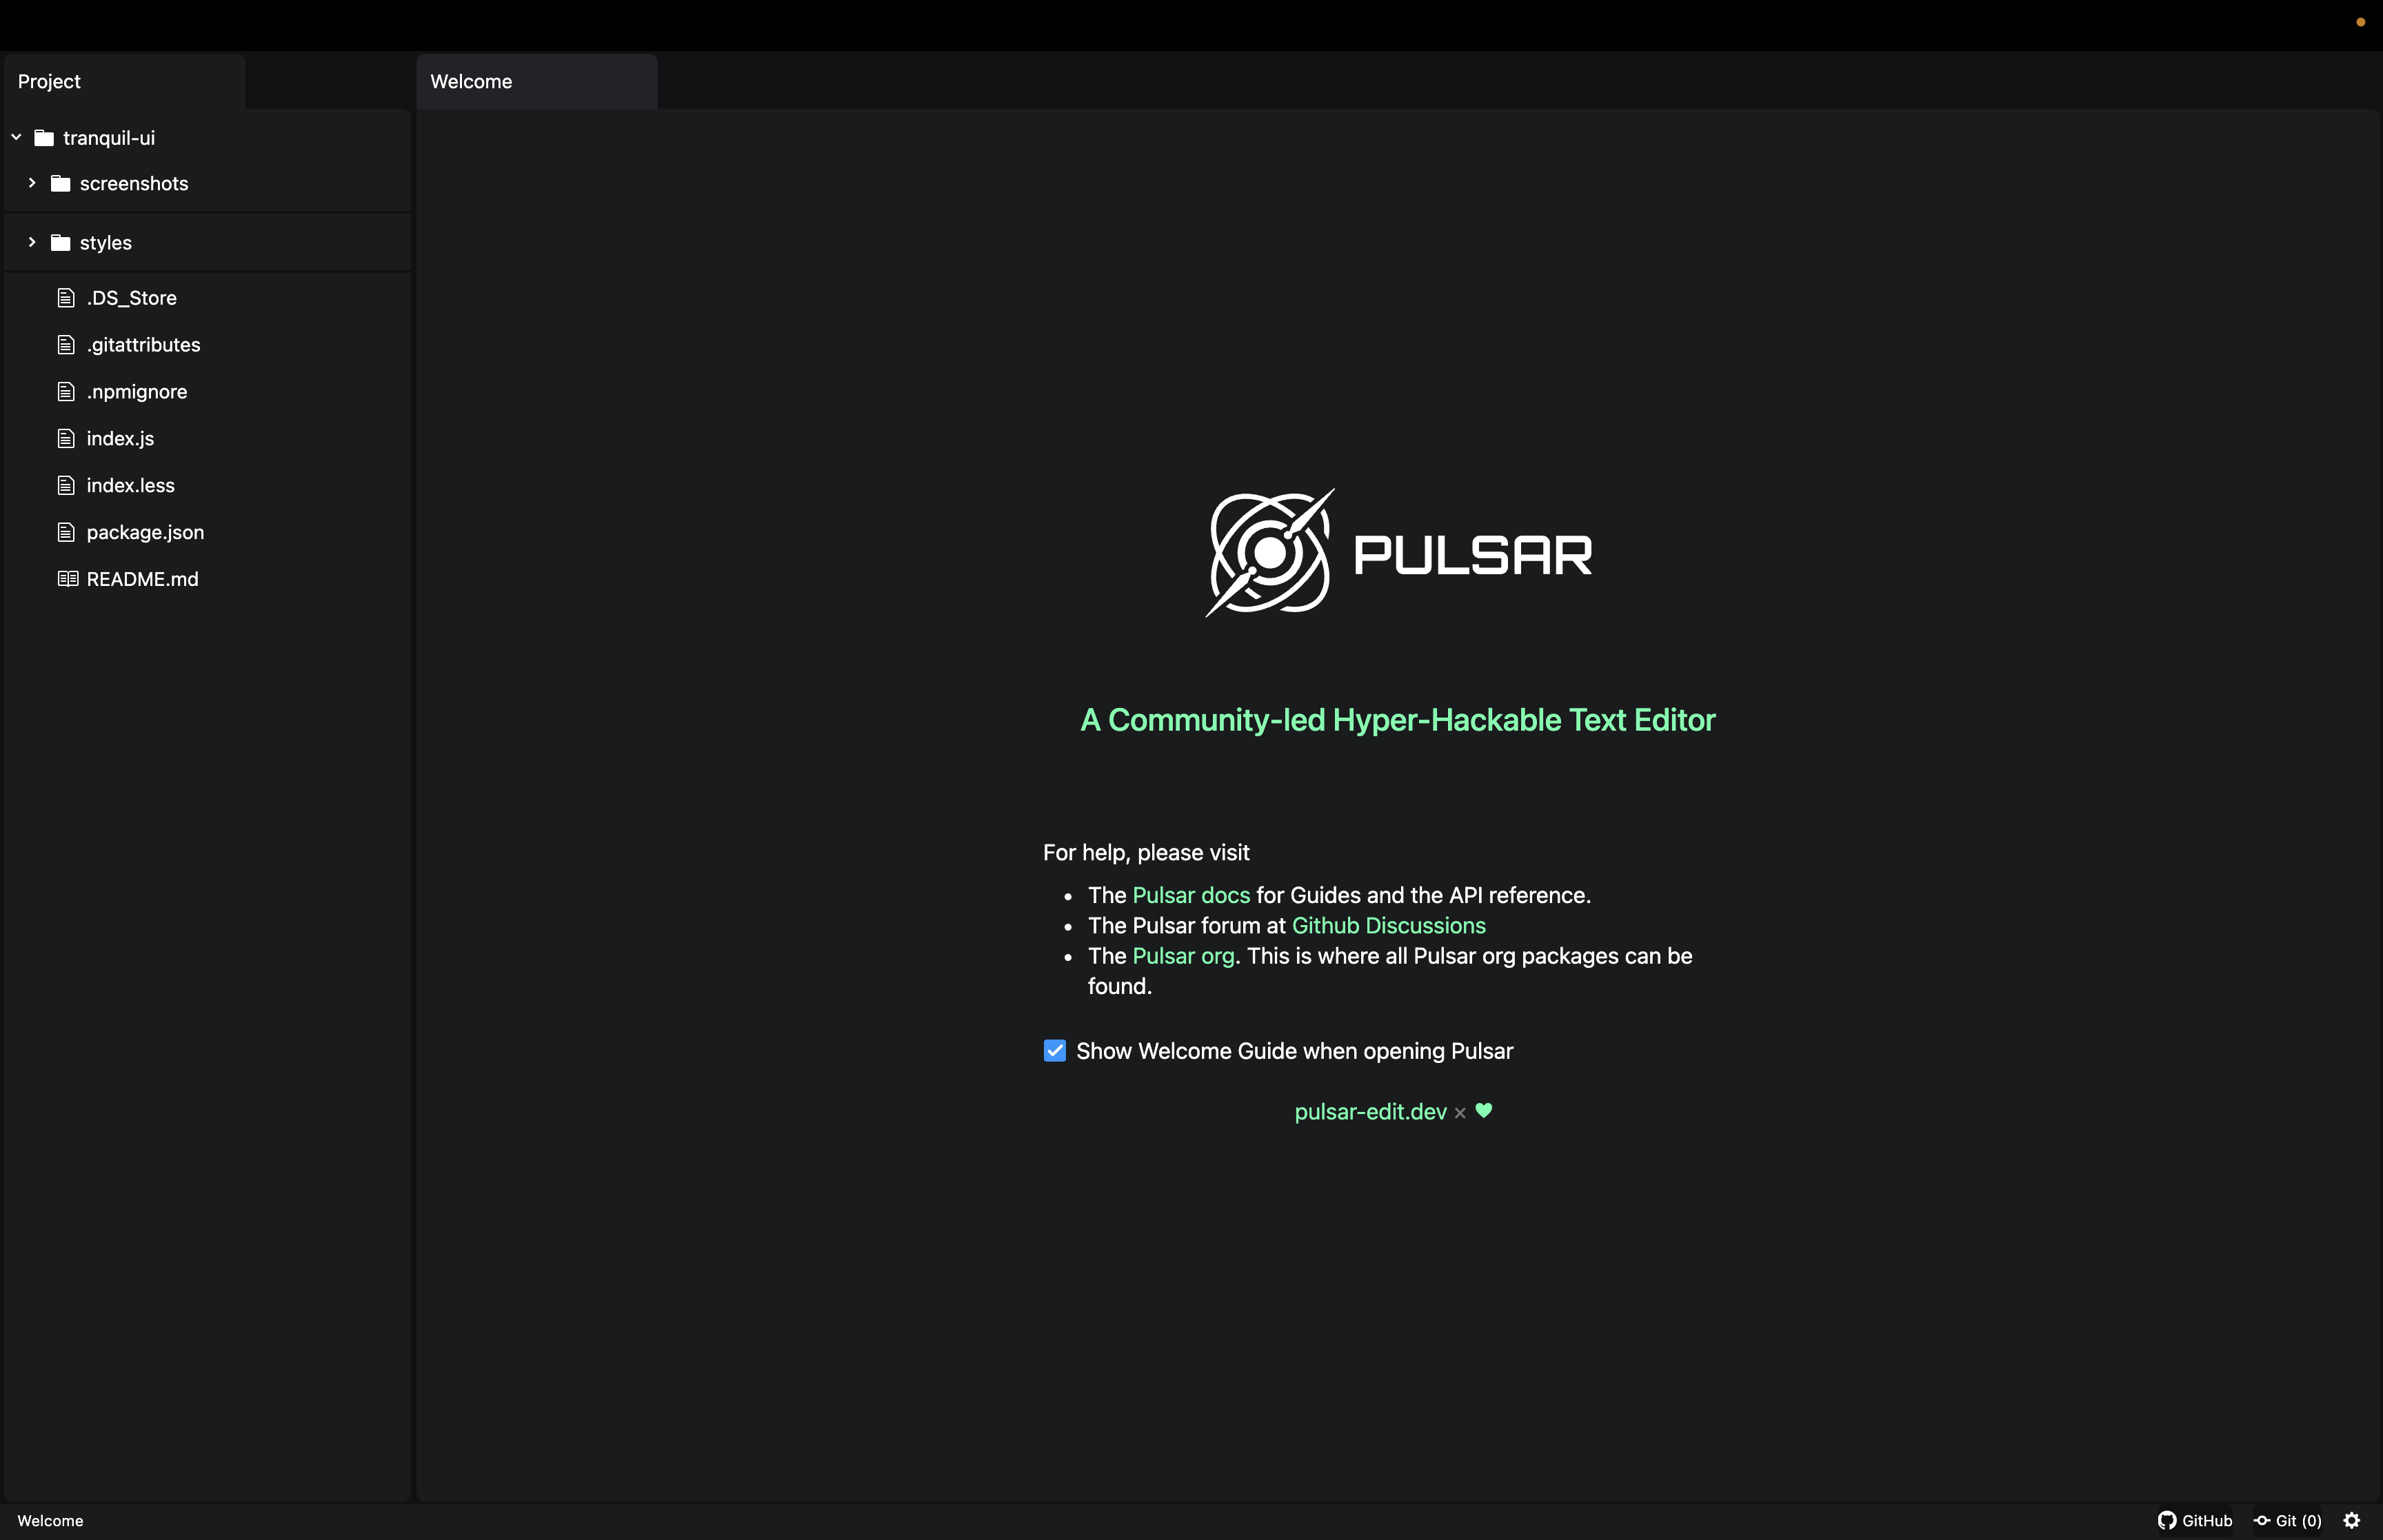 Project
Welcome
tranquil-ui
screenshots
styles
.DS_Store
.gitattributes
.npmignore
index.js
index.less
package.json
README.md
PULSAR
A Community-led Hyper-Hackable Text Editor
For help, please visit
• The Pulsar docs for Guides and the API reference.
• The Pulsar forum at Github Discussions
• The Pulsar org. This is where all Pulsar org packages can be
found.
Show Welcome Guide when opening Pulsar
pulsar-edit.dev × ♥
Welcome
GitHub
Git (0)